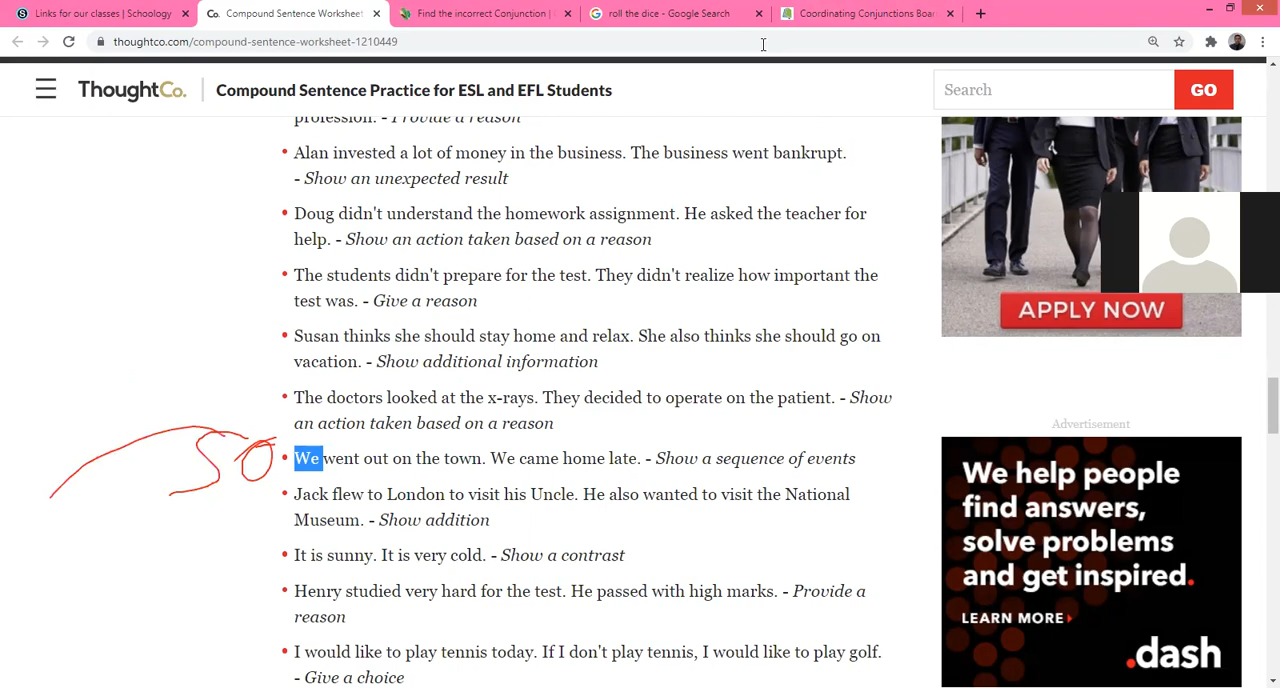 Links for our classes | Schoology
Compound Sentence Worksheet
Find the incorrect Conjunction |
roll the dice - Google Search
Coordinating Conjunctions Boar
thoughtco.com/compound-sentence-worksheet-1210449
ThoughtCo.
Compound Sentence Practice for ESL and EFL Students
Search
GO
profession. - Provide a reason
• Alan invested a lot of money in the business. The business went bankrupt.
- Show an unexpected result
• Doug didn't understand the homework assignment. He asked the teacher for
help. - Show an action taken based on a reason
• The students didn't prepare for the test. They didn't realize how important the
test was. - Give a reason
• Susan thinks she should stay home and relax. She also thinks she should go on
vacation. - Show additional information
• The doctors looked at the x-rays. They decided to operate on the patient. - Show
an action taken based on a reason
so
• We went out on the town. We came home late. - Show a sequence of events
• Jack flew to London to visit his Uncle. He also wanted to visit the National
Museum. - Show addition
• It is sunny. It is very cold. - Show a contrast
• Henry studied very hard for the test. He passed with high marks. - Provide a
reason
• I would like to play tennis today. If I don't play tennis, I would like to play golf.
- Give a choice
APPLY NOW
Advertisement
We help people
find answers,
solve problems
and get inspired.
LEARN MORE
.dash